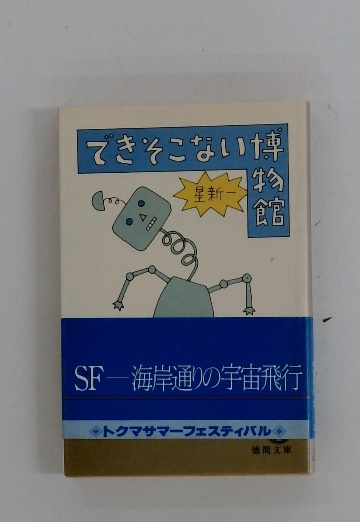 できそこない博物館
星新一
SF―海岸通りの宇宙飛行
トクマサマーフェスティバル
徳間文庫